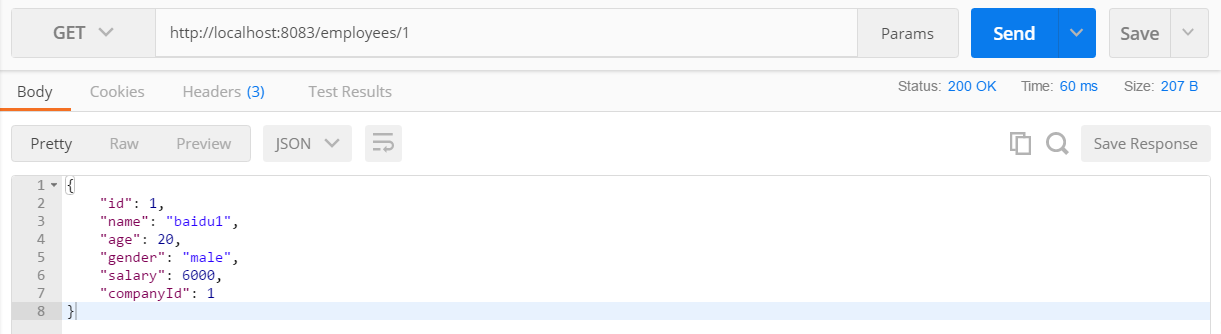 GET http://localhost:8083/employees/1 Params Send Save
Body Cookies Headers (3) Test Results Status: 200 OK Time: 60 ms Size: 207 B
Pretty Raw Preview JSON Save Response
1 {
2 "id": 1,
3 "name": "baidu1",
4 "age": 20,
5 "gender": "male",
6 "salary": 6000,
7 "companyId": 1
8 }